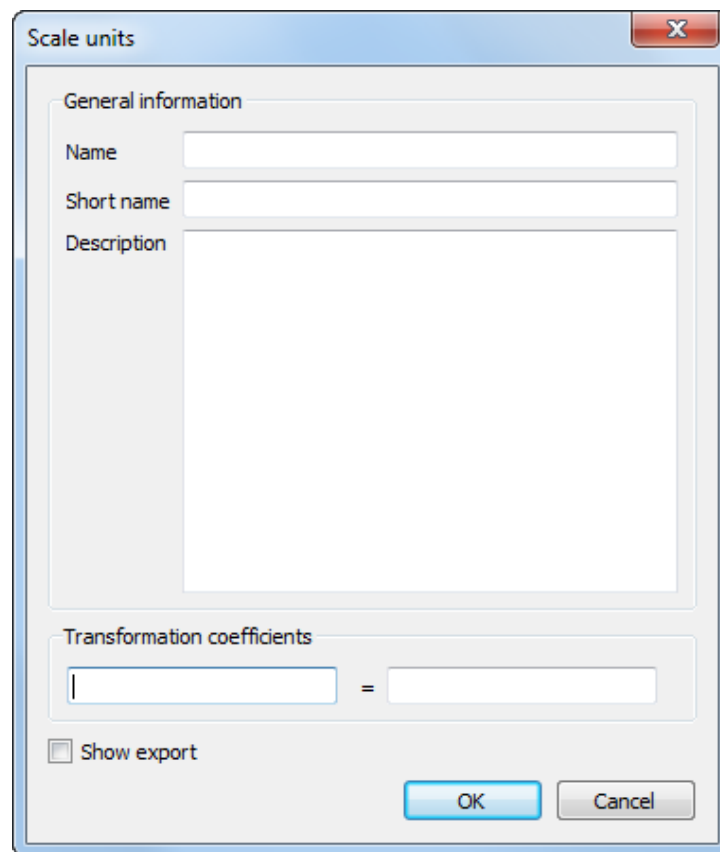 Scale units
General information
Name
Short name
Description
Transformation coefficients
=
Show export
OK
Cancel